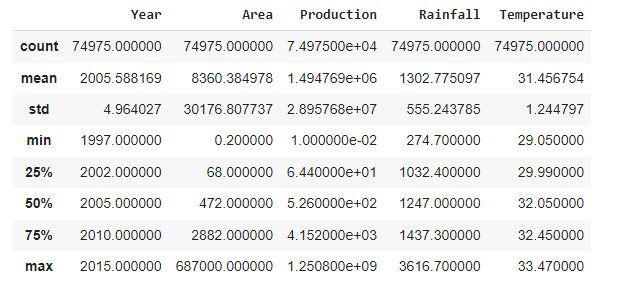 Year Area Production Rainfall Temperature
count 74975.000000 74975.000000 7.497500e+04 74975.000000 74975.000000
mean 2005.588169 8360.384978 1.494769e+06 1302.775097 31.456754
std 4.964027 30176.807737 2.895768e+07 555.243785 1.244797
min 1997.000000 0.200000 1.000000e-02 274.700000 29.050000
25% 2002.000000 68.000000 6.440000e+01 1032.400000 29.990000
50% 2005.000000 472.000000 5.260000e+02 1247.000000 32.050000
75% 2010.000000 2882.000000 4.152000e+03 1437.300000 32.450000
max 2015.000000 687000.000000 1.250800e+09 3616.700000 33.470000